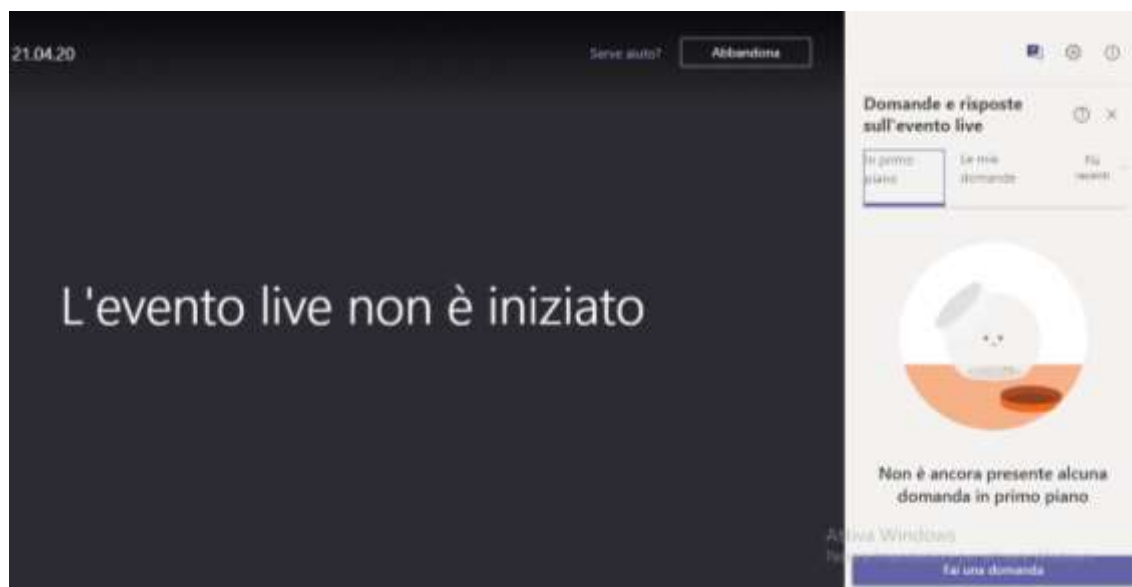 21.04.20
Serve aiuto?
Abbandona
L'evento live non è iniziato
Domande e risposte
sull'evento live
In primo
piano
Le mie
domande
Più
recenti
Non è ancora presente alcuna
domanda in primo piano
Attiva Windows
Fai una domanda